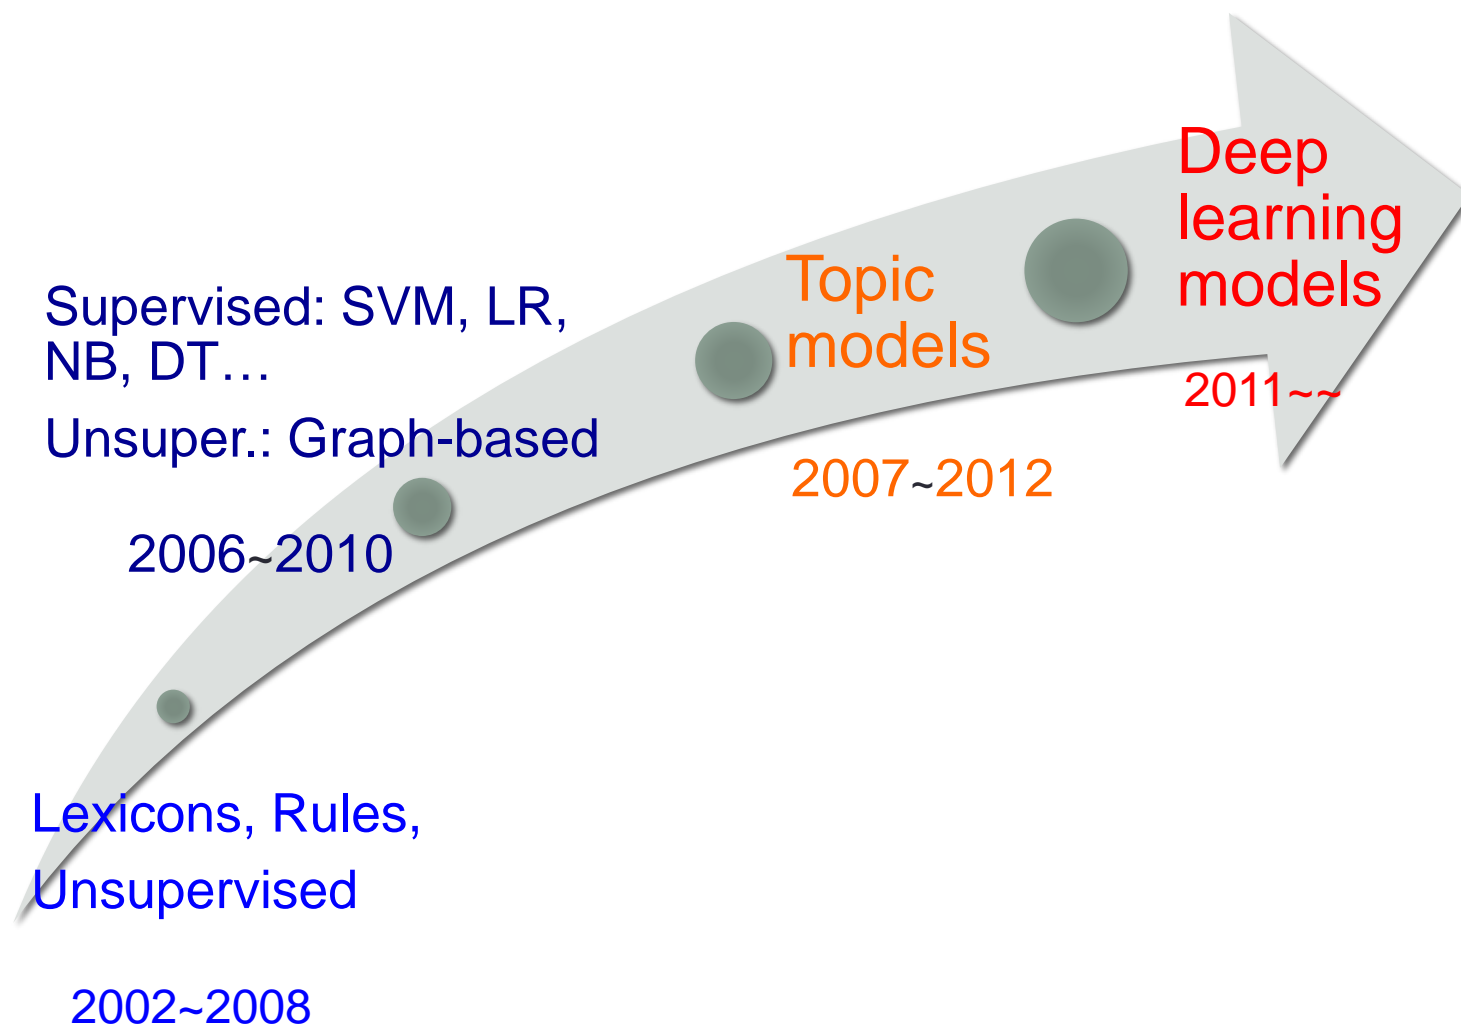 Deep
learning
models
2011~~
Topic
models
2007~2012
Supervised: SVM, LR,
NB, DT…
Unsuper.: Graph-based
2006~2010
Lexicons, Rules,
Unsupervised
2002~2008